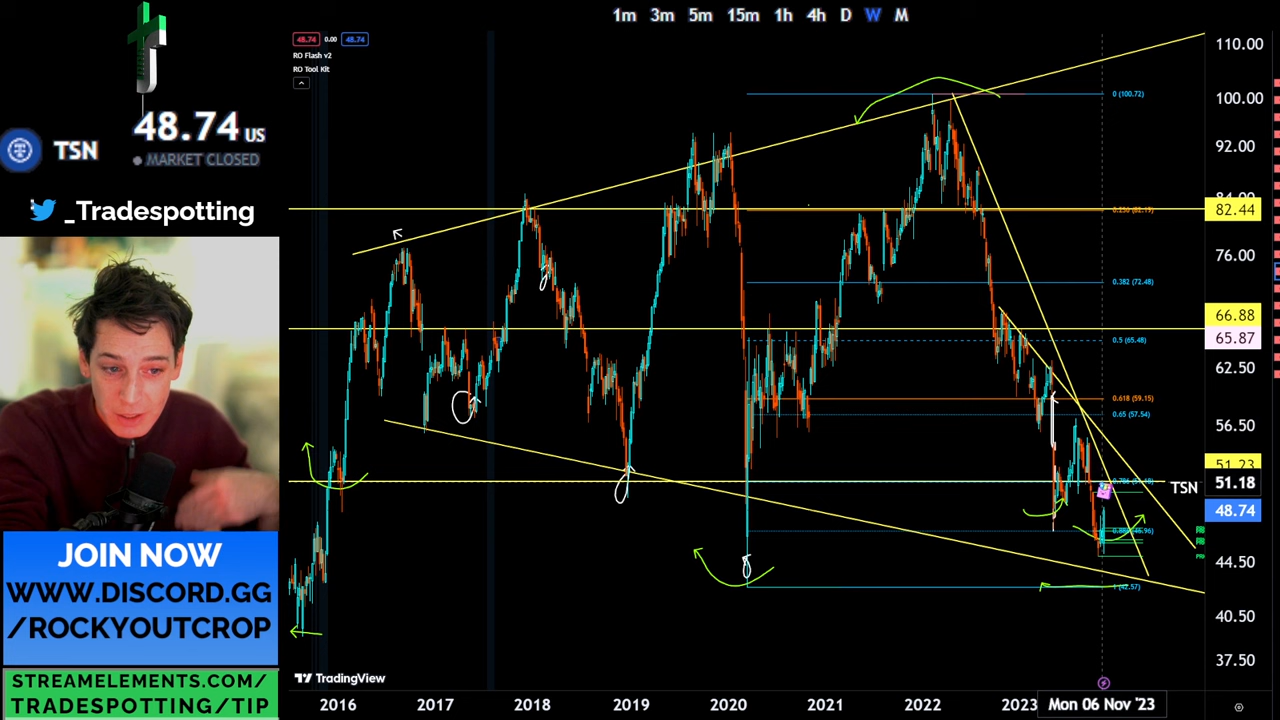 1m 3m 5m 15m 1h 4h D W M
48.74 0.00 48.74
RO Flash v2
RO Tool Kit
TSN 48.74 US
MARKET CLOSED
_Tradespotting
JOIN NOW
WWW.DISCORD.GG
/ROCKYOUTCROP
STREAMELEMENTS.COM/
TRADESPOTTING/TIP
0 (100.72)
0.382 (72.48)
0.5 (65.48)
0.618 (59.15)
0.65 (57.54)
1 (42.57)
TSN
110.00
100.00
92.00
84.00
82.44
76.00
66.88
65.87
62.50
56.50
51.23
51.18
48.74
44.50
40.50
37.50
TradingView
2016 2017 2018 2019 2020 2021 2022 2023 Mon 06 Nov '23